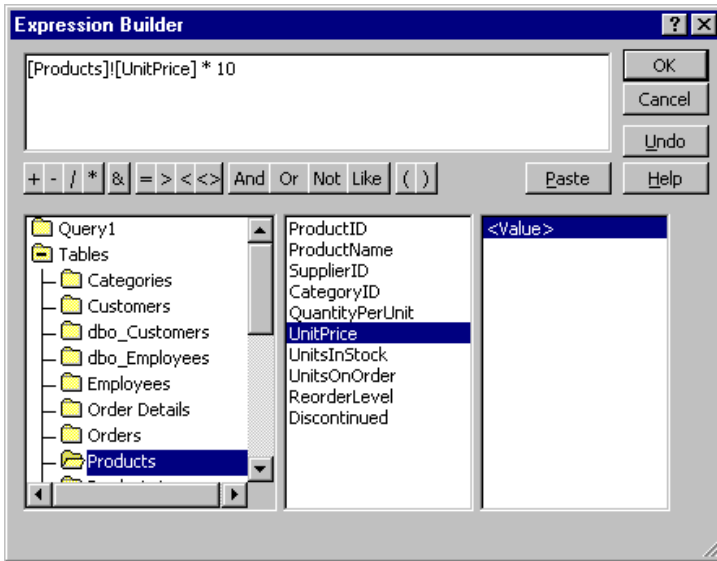 Expression Builder
? X
[Products]![UnitPrice] * 10
OK
Cancel
Undo
+ - / * & = > < <> And Or Not Like ( ) Paste Help
Query1
Tables
Categories
Customers
dbo_Customers
dbo_Employees
Employees
Order Details
Orders
Products
ProductID
ProductName
SupplierID
CategoryID
QuantityPerUnit
UnitPrice
UnitsInStock
UnitsOnOrder
ReorderLevel
Discontinued
<Value>